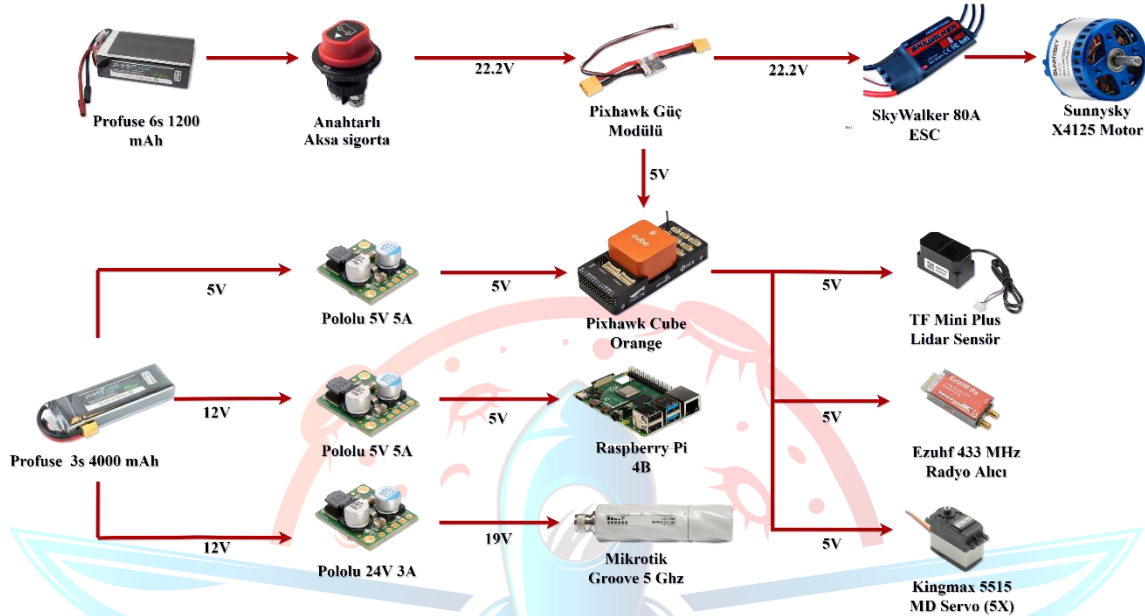 22.2V
22.2V
Profuse 6s 1200
mAh
Anahtarlı
Aksa sigorta
Pixhawk Güç
Modülü
SkyWalker 80A
ESC
Sunnysky
X4125 Motor
5V
cube
5V
5V
5V
Pololu 5V 5A
Pixhawk Cube
Orange
TF Mini Plus
Lidar Sensör
12V
5V
5V
Profuse 3s 4000 mAh
Pololu 5V 5A
Raspberry Pi
4B
Ezuhf 433 MHz
Radyo Alıcı
12V
19V
5V
Pololu 24V 3A
Mikrotik
Groove 5 Ghz
Kingmax 5515
MD Servo (5X)